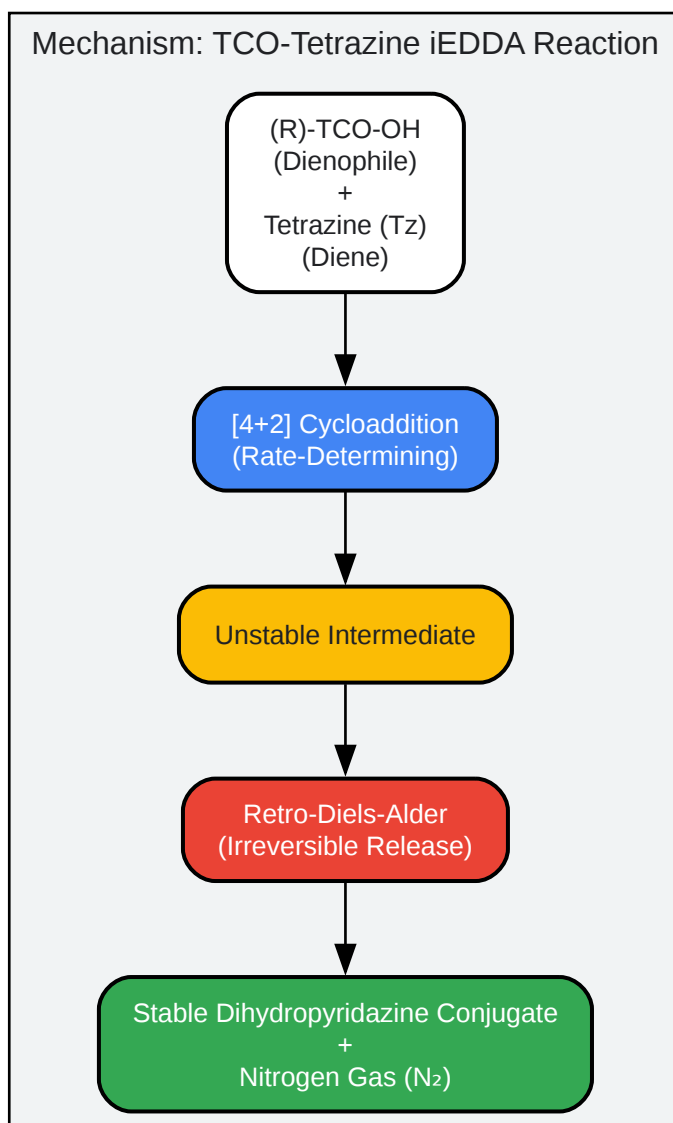 Mechanism: TCO-Tetrazine iEDDA Reaction
(R)-TCO-OH
(Dienophile)
+
Tetrazine (Tz)
(Diene)
[4+2] Cycloaddition
(Rate-Determining)
Unstable Intermediate
Retro-Diels-Alder
(Irreversible Release)
Stable Dihydropyridazine Conjugate
+
Nitrogen Gas (N₂)